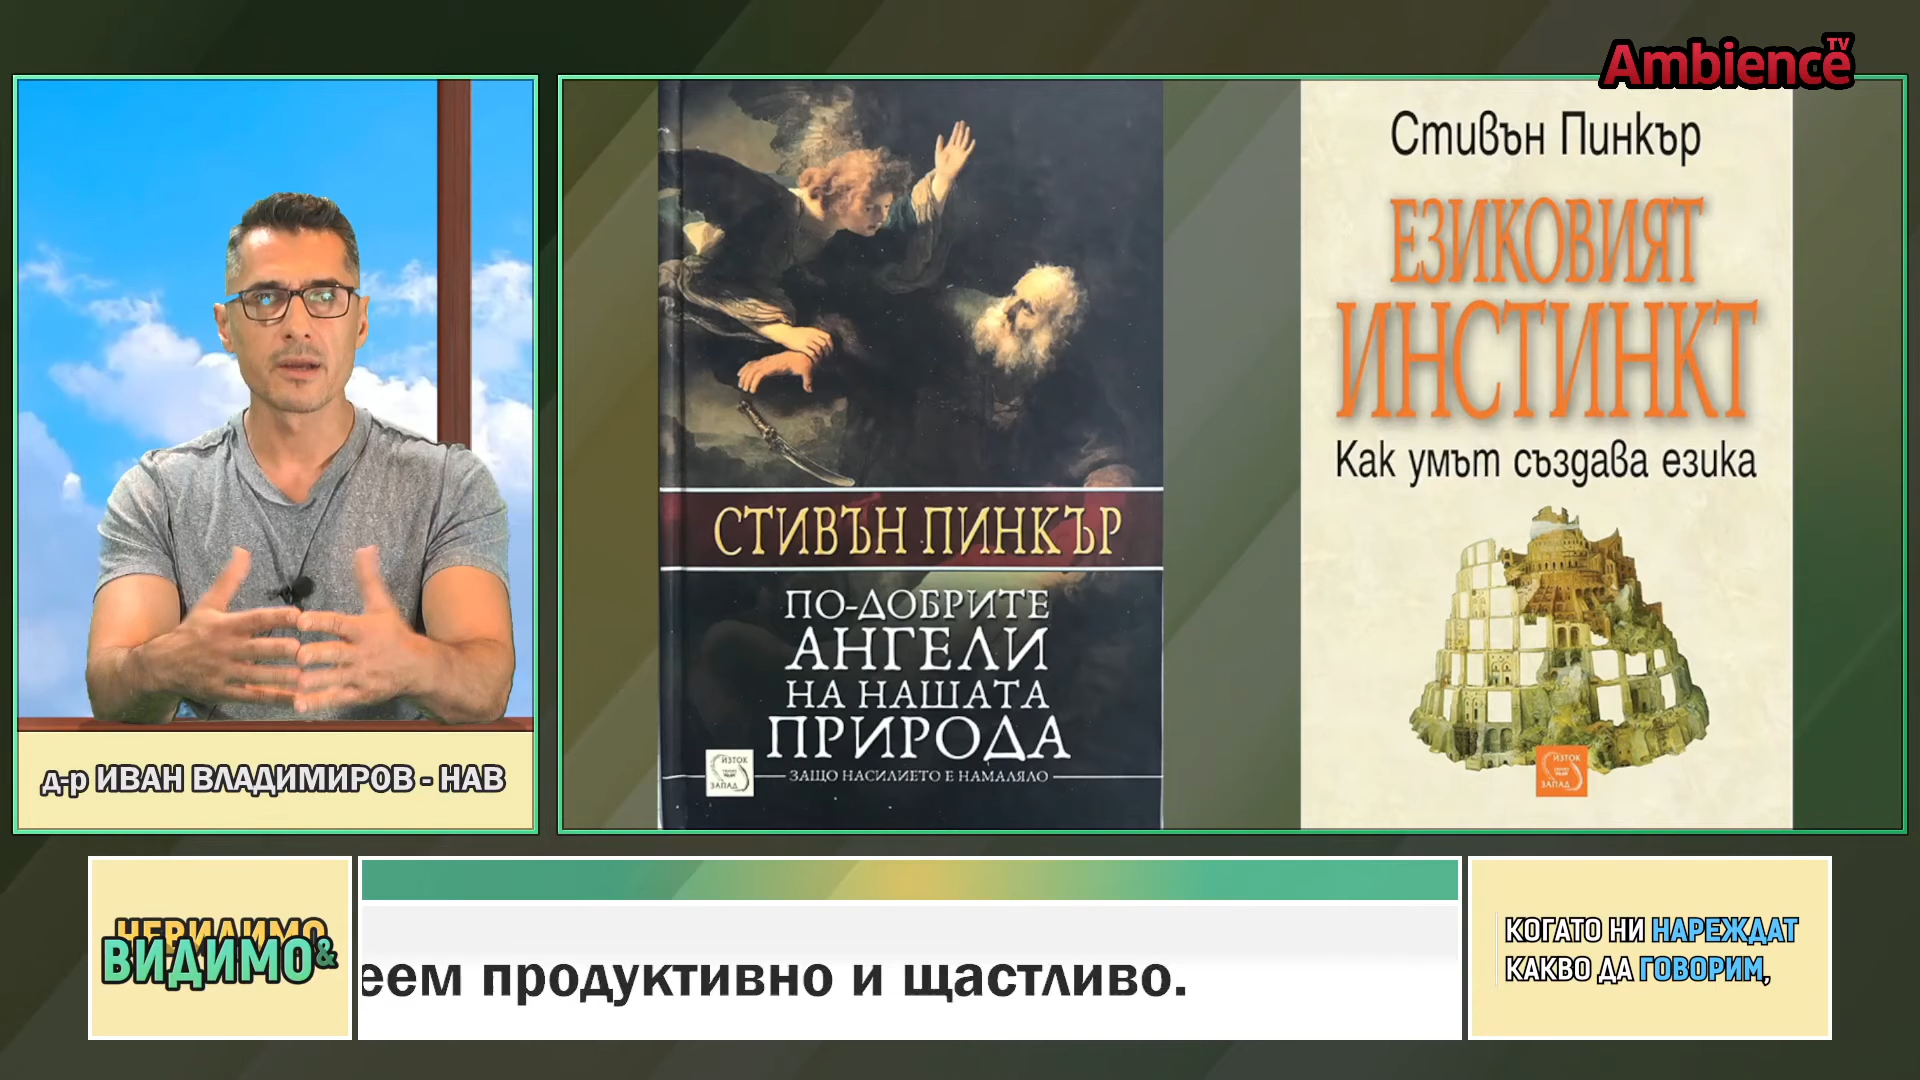 Ambience TV
Стивън Пинкър
ЕЗИКОВИЯТ
ИНСТИНКТ
Как умът създава езика
СТИВЪН ПИНКЪР
ПО-ДОБРИТЕ
АНГЕЛИ
НА НАШАТА
ПРИРОДА
ЗАЩО НАСИЛИЕТО Е НАМАЛЯЛО
ИЗТОК
ЗАПАД
ИЗТОК
ЗАПАД
д-р ИВАН ВЛАДИМИРОВ - НАВ
НЕВИДИМО
ВИДИМО&
еем продуктивно и щастливо.
КОГАТО НИ НАРЕЖДАТ
КАКВО ДА ГОВОРИМ,